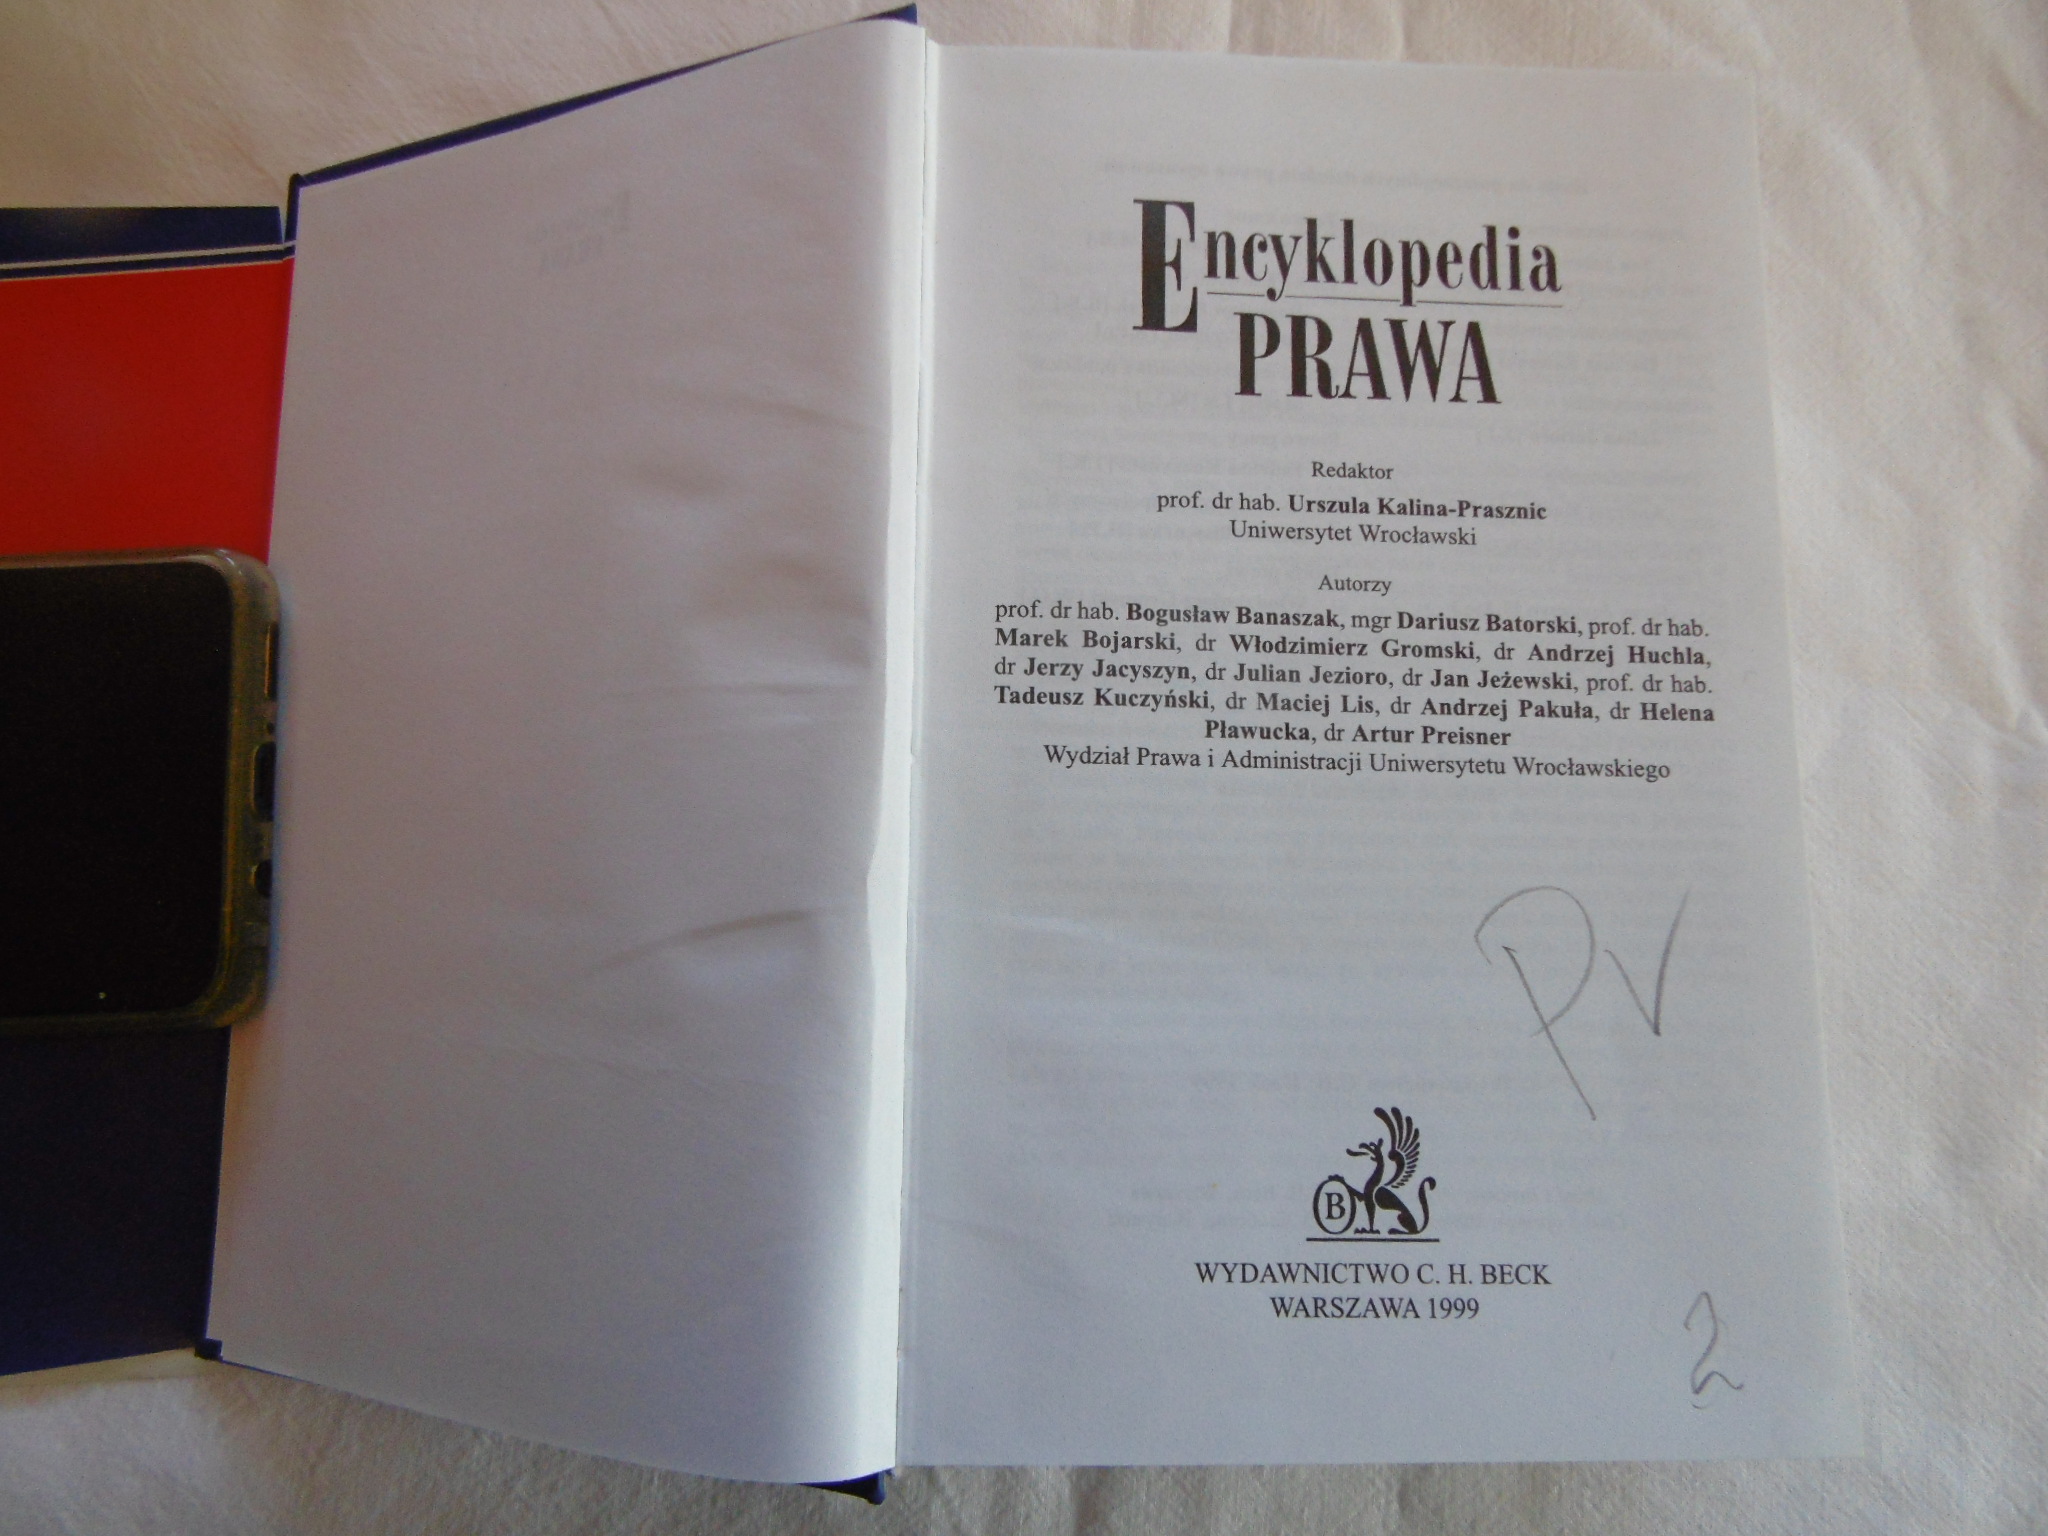 Encyklopedia
PRAWA
Redaktor
prof. dr hab. Urszula Kalina-Prasznic
Uniwersytet Wrocławski
Autorzy
prof. dr hab. Bogusław Banaszak, mgr Dariusz Batorski, prof. dr hab.
Marek Bojarski, dr Włodzimierz Gromski, dr Andrzej Huchla,
dr Jerzy Jacyszyn, dr Julian Jezioro, dr Jan Jeżewski, prof. dr hab.
Tadeusz Kuczyński, dr Maciej Lis, dr Andrzej Pakuła, dr Helena
Pławucka, dr Artur Preisner
Wydział Prawa i Administracji Uniwersytetu Wrocławskiego
PV
B
WYDAWNICTWO C. H. BECK
WARSZAWA 1999
2